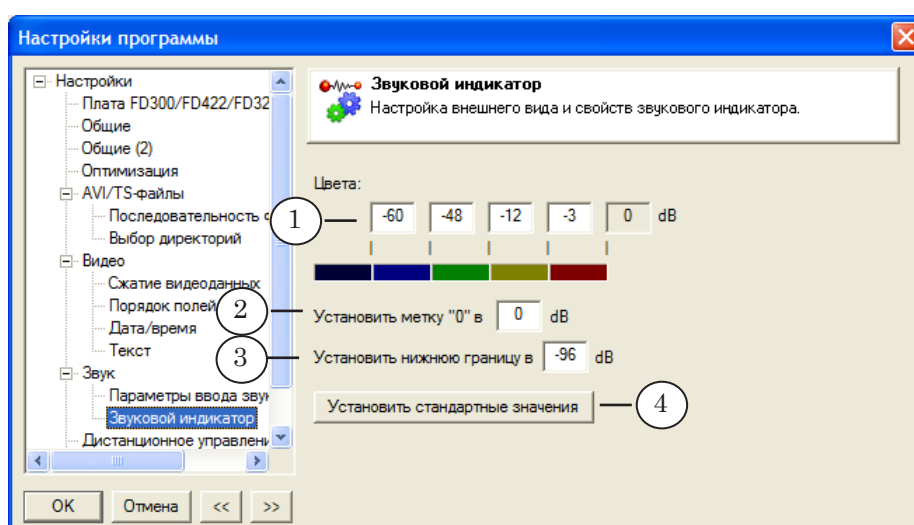 Настройки программы
Настройки
Плата FD300/FD422/FD32
Общие
Общие (2)
Оптимизация
AVI/TS-файлы
Последовательность
Выбор директорий
Видео
Сжатие видеоданных
Порядок полей
Дата/время
Текст
Звук
Параметры ввода зву
Звуковой индикатор
Дистанционное управлен
OK Отмена << >>
Звуковой индикатор
Настройка внешнего вида и свойств звукового индикатора.
Цвета:
1 -60 -48 -12 -3 0 dB
2 Установить метку "0" в 0 dB
3 Установить нижнюю границу в -96 dB
Установить стандартные значения 4